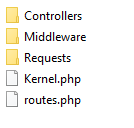 Controllers
Middleware
Requests
Kernel.php
routes.php